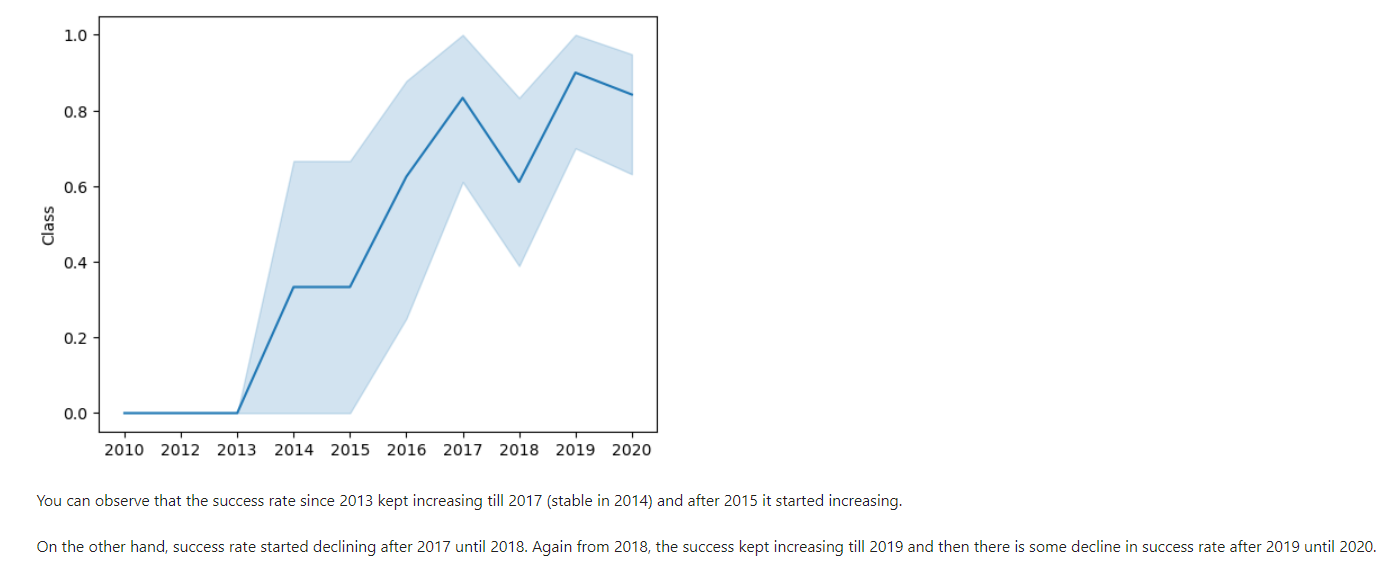 1.0
0.8
0.6
0.4
0.2
0.0
Class
2010 2012 2013 2014 2015 2016 2017 2018 2019 2020
You can observe that the success rate since 2013 kept increasing till 2017 (stable in 2014) and after 2015 it started increasing.
On the other hand, success rate started declining after 2017 until 2018. Again from 2018, the success kept increasing till 2019 and then there is some decline in success rate after 2019 until 2020.